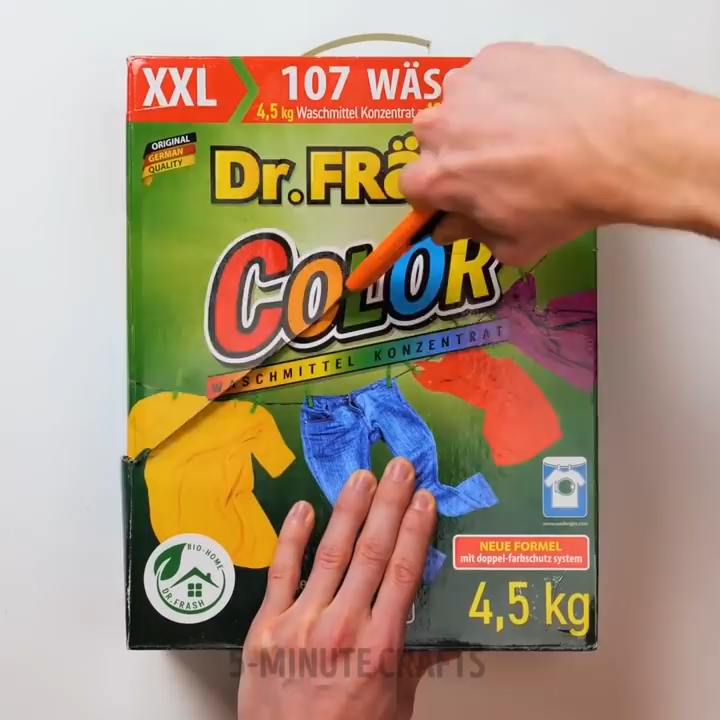 XXL
107 WÄS
4,5 kg Waschmittel Konzentrat
ORIGINAL
GERMAN
QUALITY
Dr.FRÄ
COLOR
WASCHMITTEL KONZENTRAT
NEUE FORMEL
mit doppel-farbschutz system
BIO-HOME
DR.FRASH
4,5 kg
5-MINUTE CRAFTS